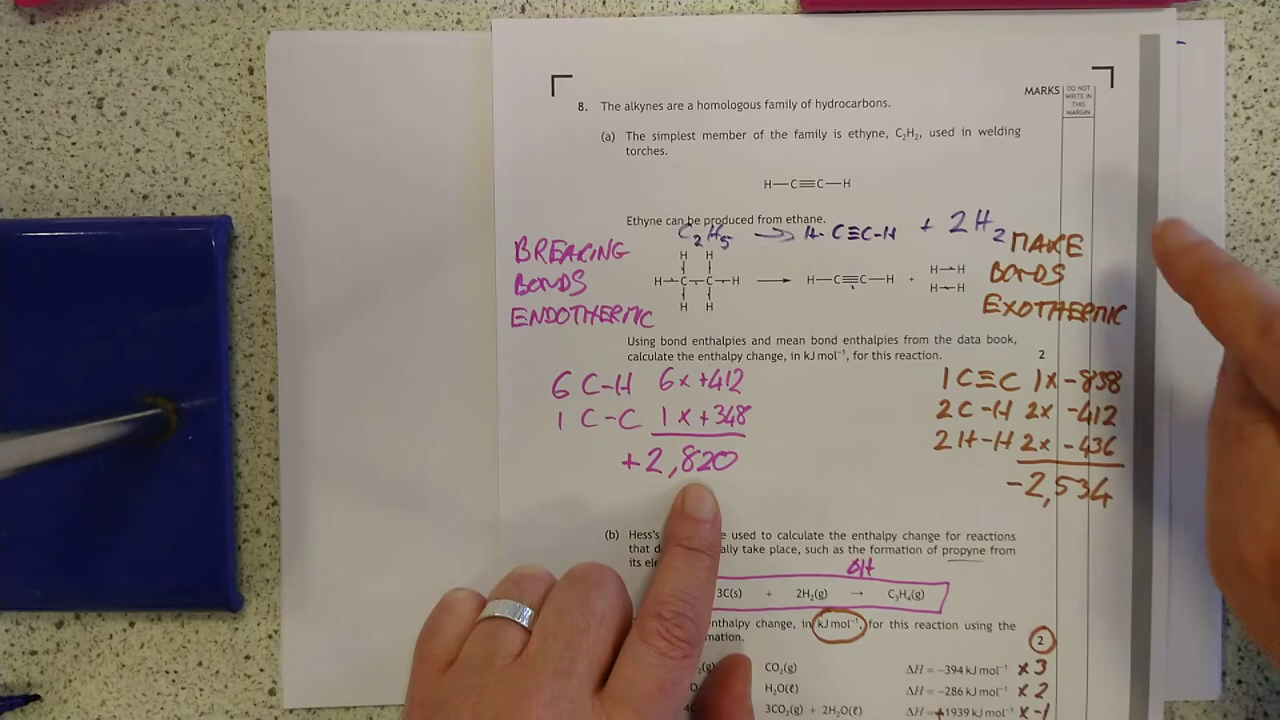 MARKS
DO NOT
WRITE IN
THIS
MARGIN
8. The alkynes are a homologous family of hydrocarbons.
(a) The simplest member of the family is ethyne, C₂H₂, used in welding
torches.
H—C≡C—H
Ethyne can be produced from ethane.
C₂H₅ → H-C≡C-H + 2H₂
BREAKING
BONDS
ENDOTHERMIC
H H
H—C—C—H → H—C≡C—H + H—H
H—H
H H
MAKE
BONDS
EXOTHERMIC
Using bond enthalpies and mean bond enthalpies from the data book,
calculate the enthalpy change, in kJ mol⁻¹, for this reaction.
2
6 C-H 6x +412
1 C-C 1x +348
+2,820
1 C≡C 1x -838
2 C-H 2x -412
2 H-H 2x -436
-2,534
(b) Hess's used to calculate the enthalpy change for reactions
that ally take place, such as the formation of propyne from
its
ΔH
3C(s) + 2H₂(g) → C₃H₄(g)
enthalpy change, in kJ mol⁻¹, for this reaction using the
2
(g) CO₂(g) ΔH = −394 kJ mol⁻¹ x 3
H₂O(ℓ) ΔH = −286 kJ mol⁻¹ x 2
3CO₂(g) + 2H₂O(ℓ) ΔH = +1939 kJ mol⁻¹ x -1